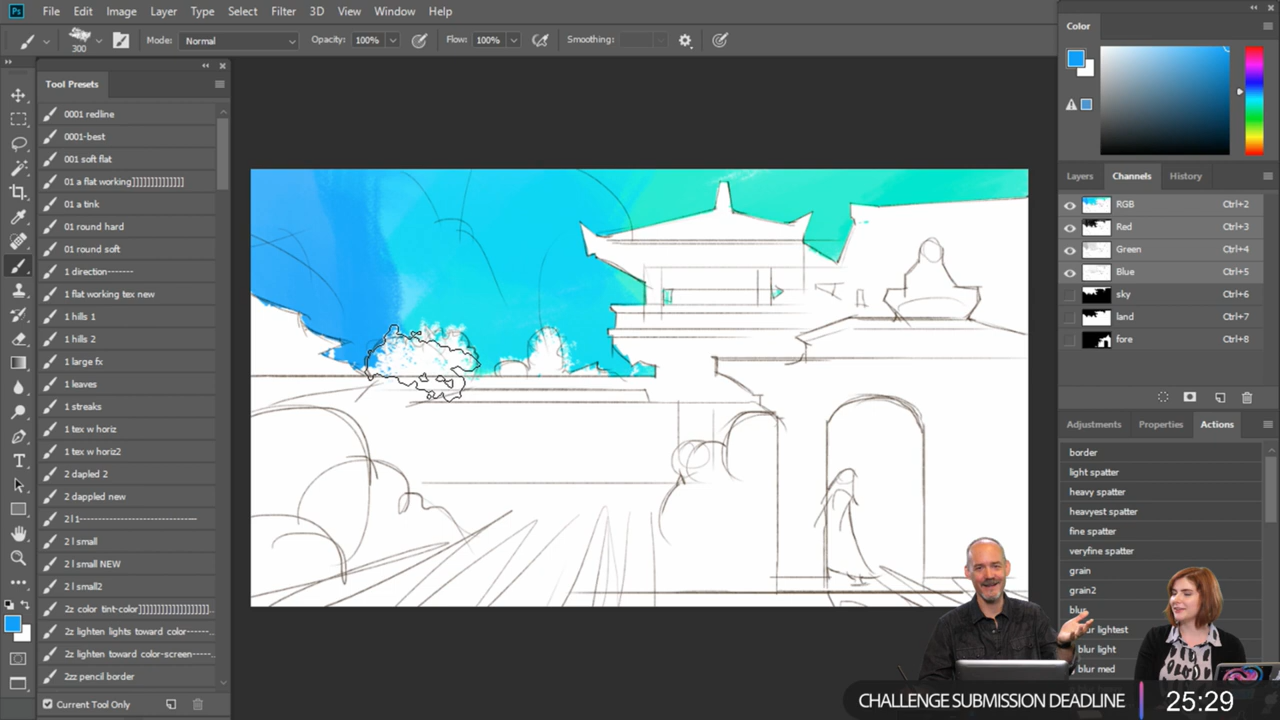 Ps File Edit Image Layer Type Select Filter 3D View Window Help
300 Mode: Normal Opacity: 100% Flow: 100% Smoothing:
Tool Presets
0001 redline
0001-best
001 soft flat
01 a flat working]]]]]]]]]]]]]]
01 a tink
01 round hard
01 round soft
1 direction-------
1 flat working tex new
1 hills 1
1 hills 2
1 large fx
1 leaves
1 streaks
1 tex w horiz
1 tex w horiz2
2 dapled 2
2 dappled new
2 l 1--------------------------------
2 l small
2 l small NEW
2 l small2
2z color tint-color]]]]]]]]]]]]]]]]]]]]...
2z lighten lights toward color------..
2z lighten toward color-screen-----..
2zz pencil border
Current Tool Only
Color
Layers Channels History
RGB Ctrl+2
Red Ctrl+3
Green Ctrl+4
Blue Ctrl+5
sky Ctrl+6
land Ctrl+7
fore Ctrl+8
Adjustments Properties Actions
border
light spatter
heavy spatter
heavyest spatter
fine spatter
veryfine spatter
grain
grain2
blur
ur lightest
blur light
blur med
CHALLENGE SUBMISSION DEADLINE 25:29